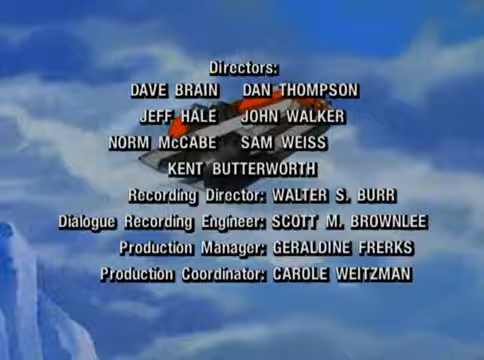 Directors:
DAVE BRAIN DAN THOMPSON
JEFF HALE JOHN WALKER
NORM McCABE SAM WEISS
KENT BUTTERWORTH
Recording Director: WALTER S. BURR
Dialogue Recording Engineer: SCOTT M. BROWNLEE
Production Manager: GERALDINE FRERKS
Production Coordinator: CAROLE WEITZMAN